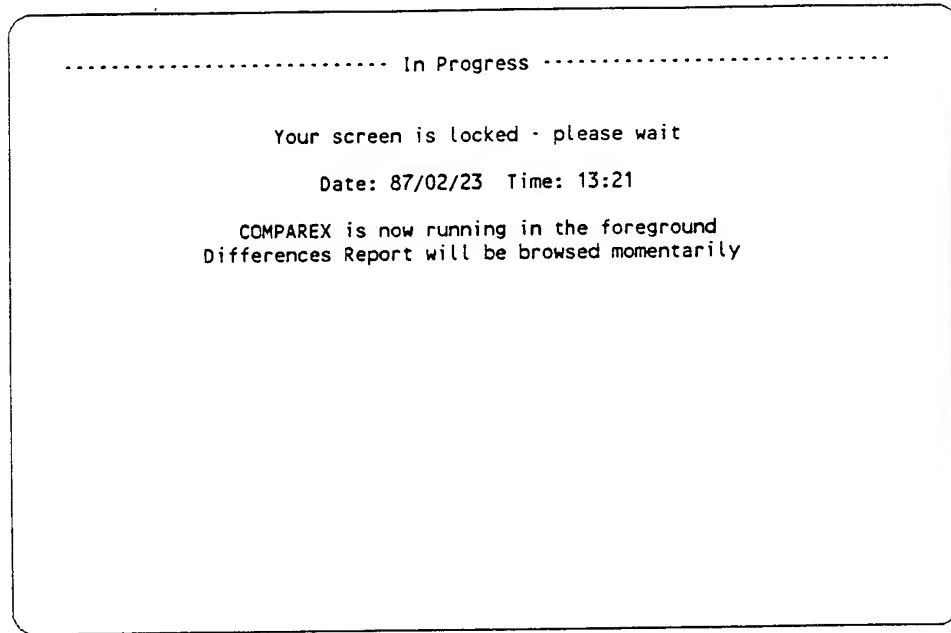 ---------------------------- In Progress ------------------------------
Your screen is locked - please wait
Date: 87/02/23 Time: 13:21
COMPAREX is now running in the foreground
Differences Report will be browsed momentarily